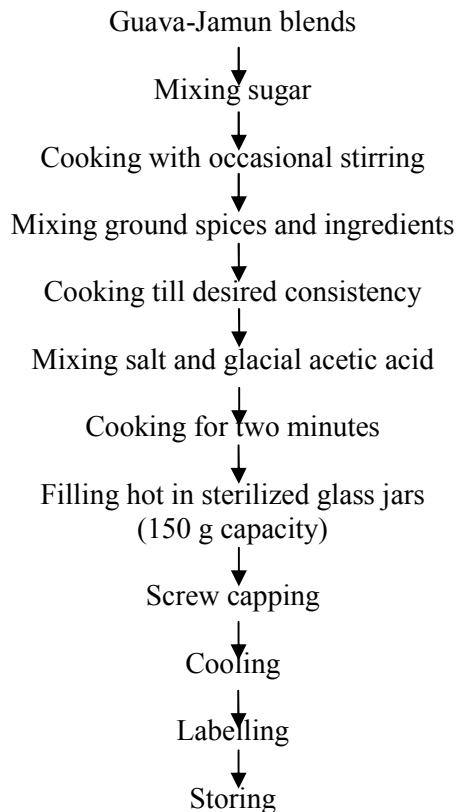 Guava-Jamun blends
Mixing sugar
Cooking with occasional stirring
Mixing ground spices and ingredients
Cooking till desired consistency
Mixing salt and glacial acetic acid
Cooking for two minutes
Filling hot in sterilized glass jars
(150 g capacity)
Screw capping
Cooling
Labelling
Storing